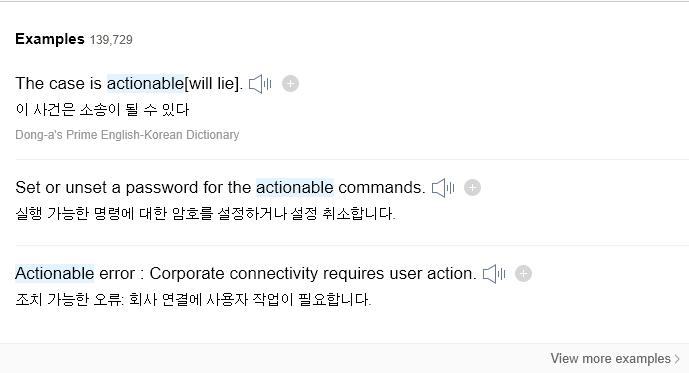 Examples 139,729
The case is actionable[will lie].
이 사건은 소송이 될 수 있다
Dong-a's Prime English-Korean Dictionary
Set or unset a password for the actionable commands.
실행 가능한 명령에 대한 암호를 설정하거나 설정 취소합니다.
Actionable error : Corporate connectivity requires user action.
조치 가능한 오류: 회사 연결에 사용자 작업이 필요합니다.
View more examples